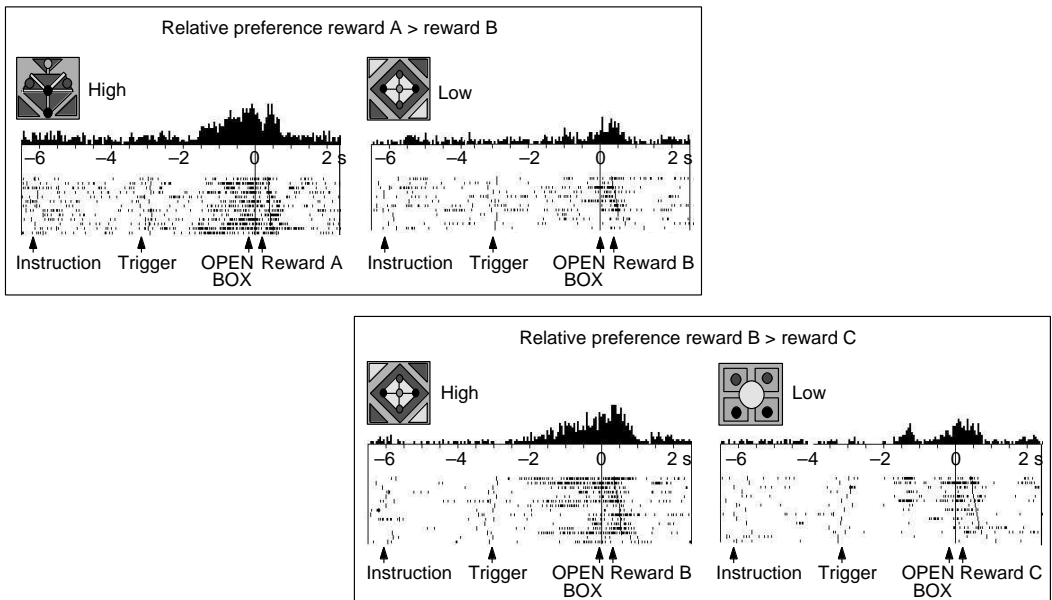 Relative preference reward A > reward B
High
Low
–6 –4 –2 0 2 s
–6 –4 –2 0 2 s
Instruction Trigger OPEN BOX Reward A
Instruction Trigger OPEN BOX Reward B
Relative preference reward B > reward C
High
Low
–6 –4 –2 0 2 s
–6 –4 –2 0 2 s
Instruction Trigger OPEN BOX Reward B
Instruction Trigger OPEN BOX Reward C